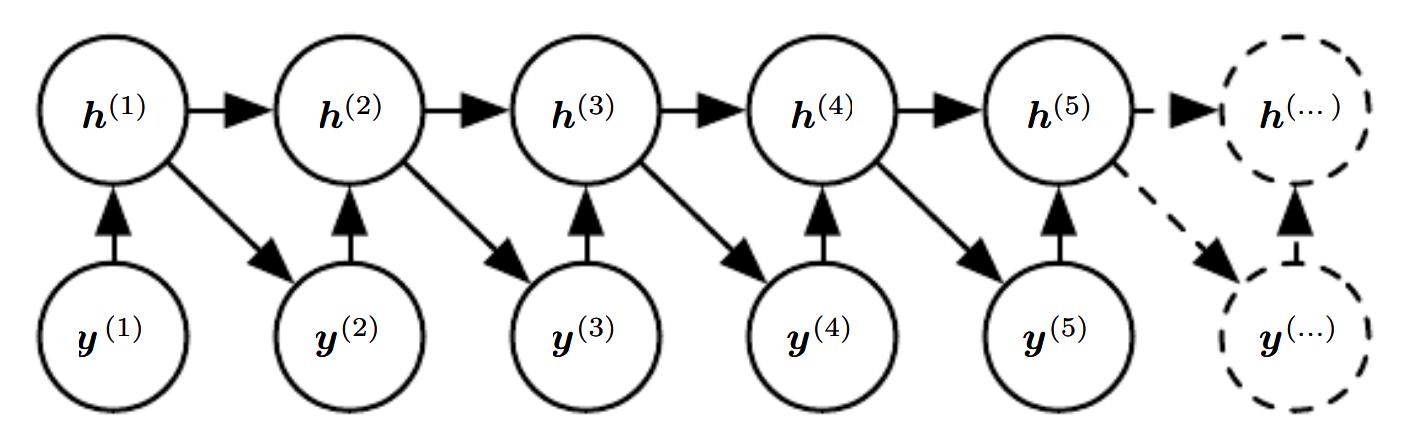 h(1) h(2) h(3) h(4) h(5) h(... )
y(1) y(2) y(3) y(4) y(5) y(...)